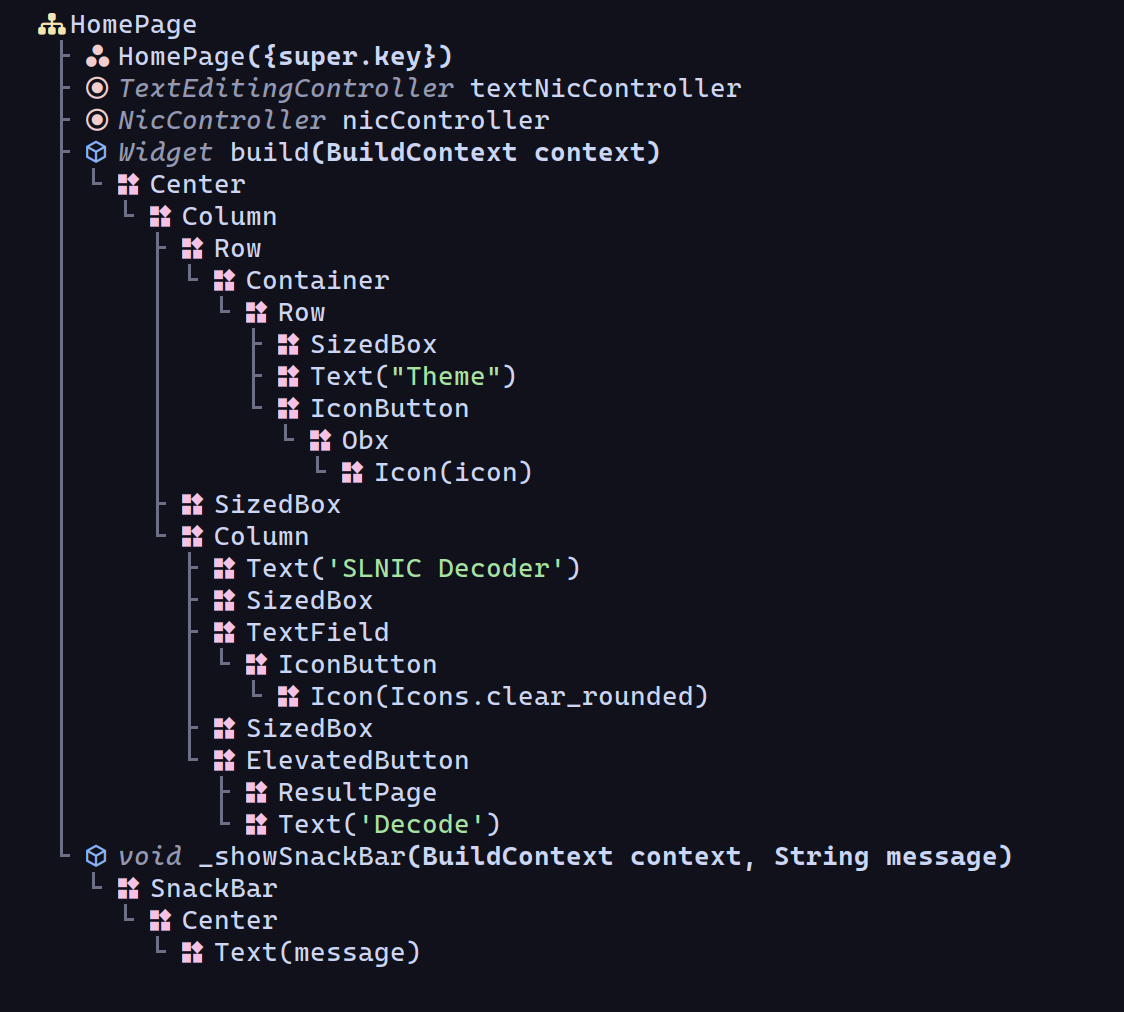 HomePage
HomePage({super.key})
TextEditingController textNicController
NicController nicController
Widget build(BuildContext context)
Center
Column
Row
Container
Row
SizedBox
Text("Theme")
IconButton
Obx
Icon(icon)
SizedBox
Column
Text('SLNIC Decoder')
SizedBox
TextField
IconButton
Icon(Icons.clear_rounded)
SizedBox
ElevatedButton
ResultPage
Text('Decode')
void _showSnackBar(BuildContext context, String message)
SnackBar
Center
Text(message)